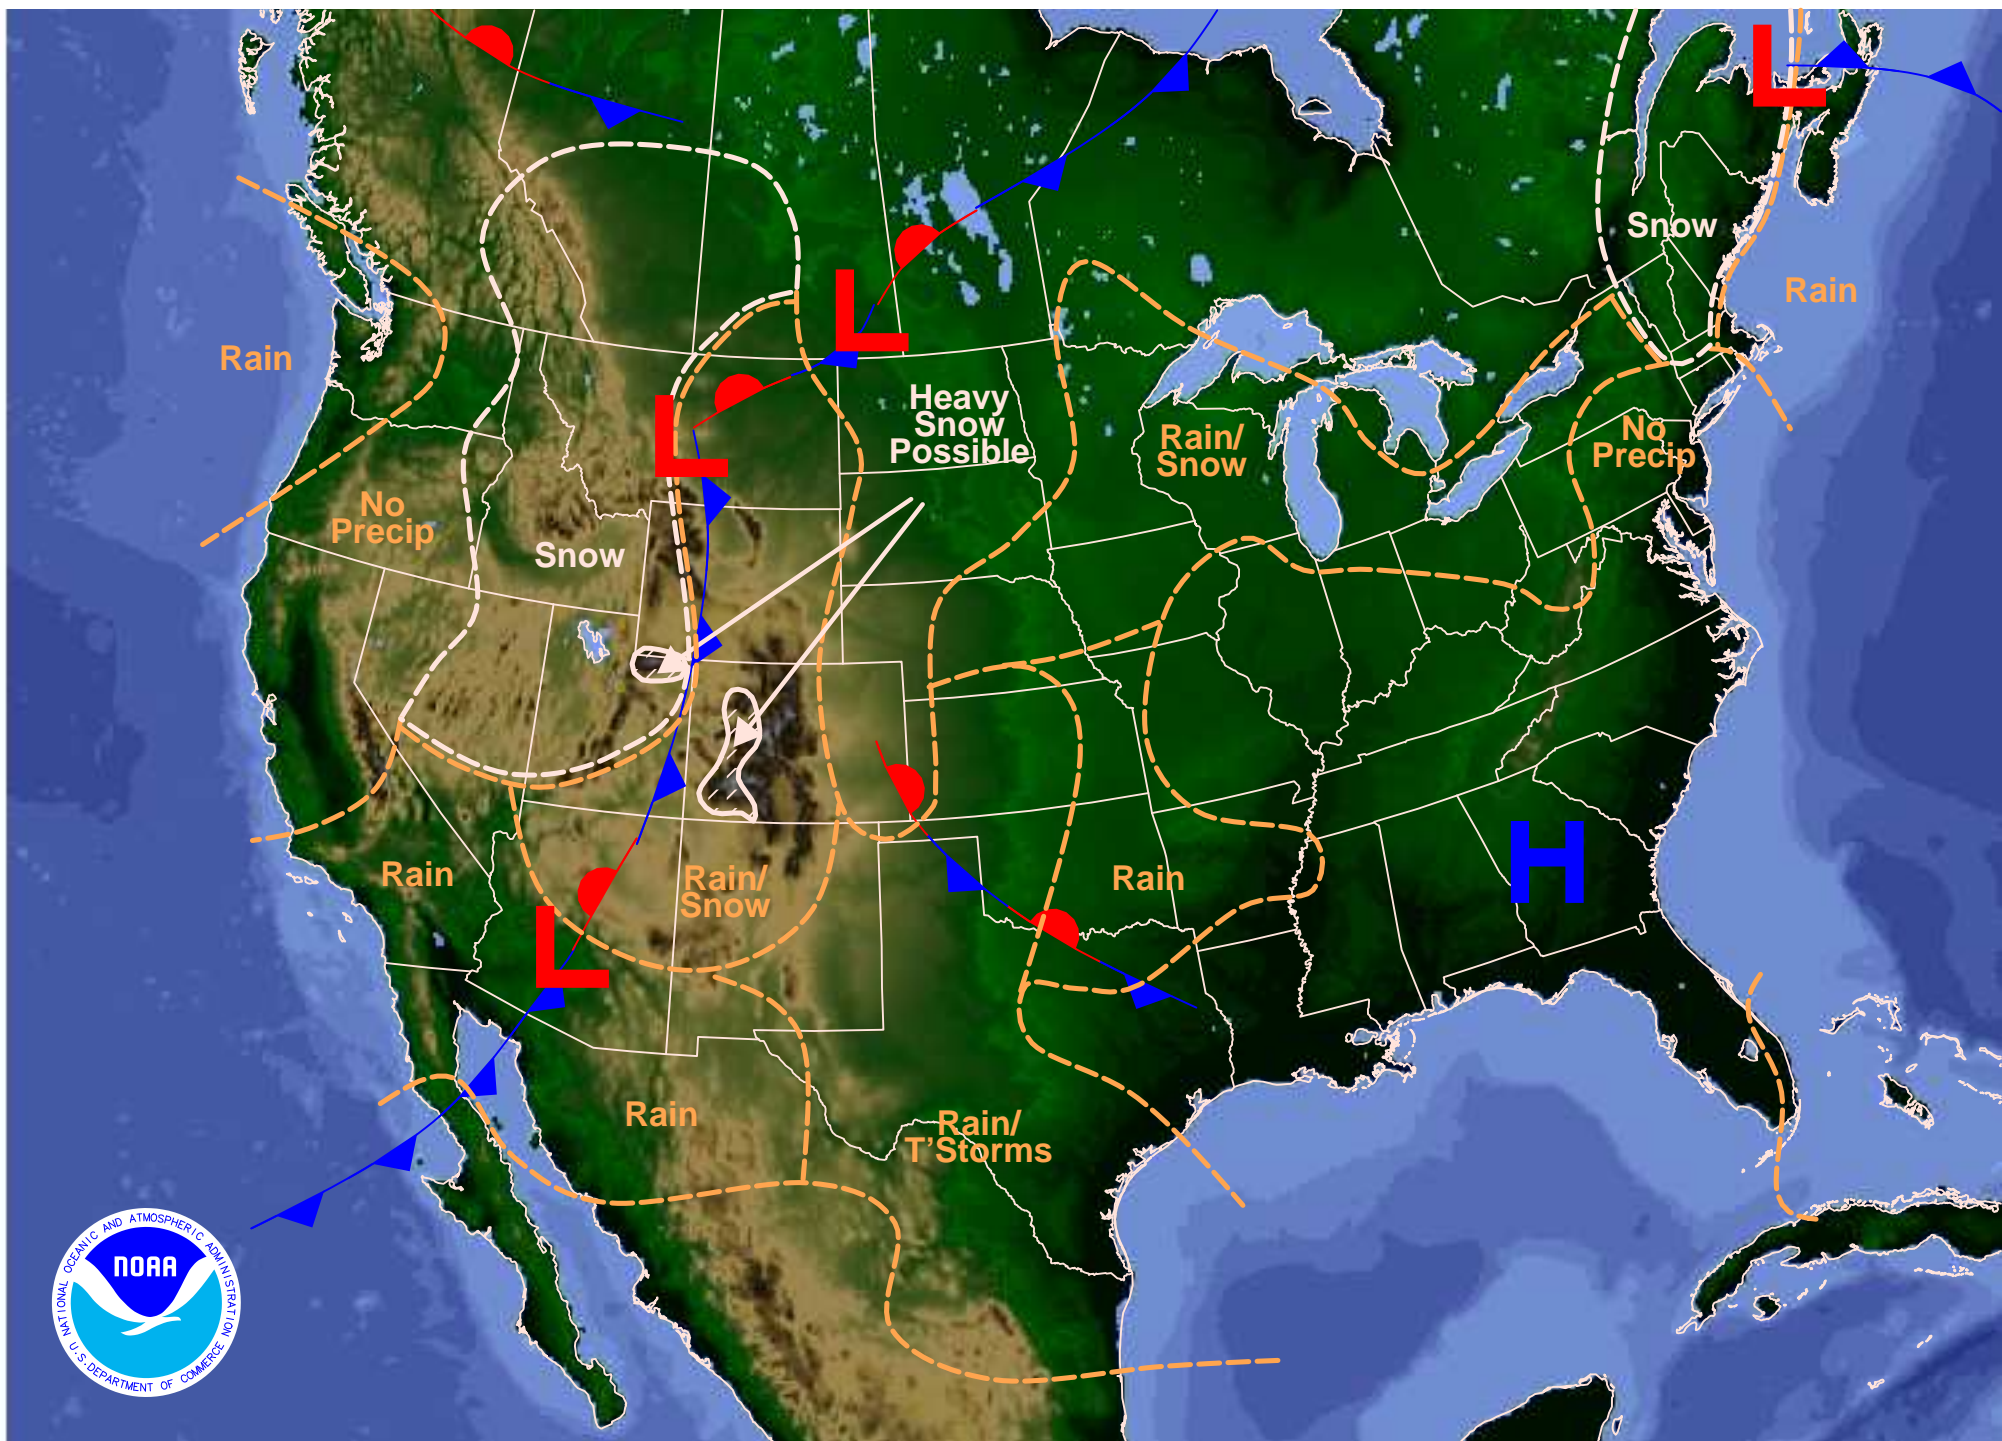 L
Snow
Rain
L
Rain
Heavy
Snow
Possible
L
Rain/
Snow
No
Precip
No
Precip
Snow
Rain
Rain/
Snow
Rain
H
L
Rain
Rain/
T'Storms
NATIONAL OCEANIC AND ATMOSPHERIC ADMINISTRATION
NOAA
U.S. DEPARTMENT OF COMMERCE